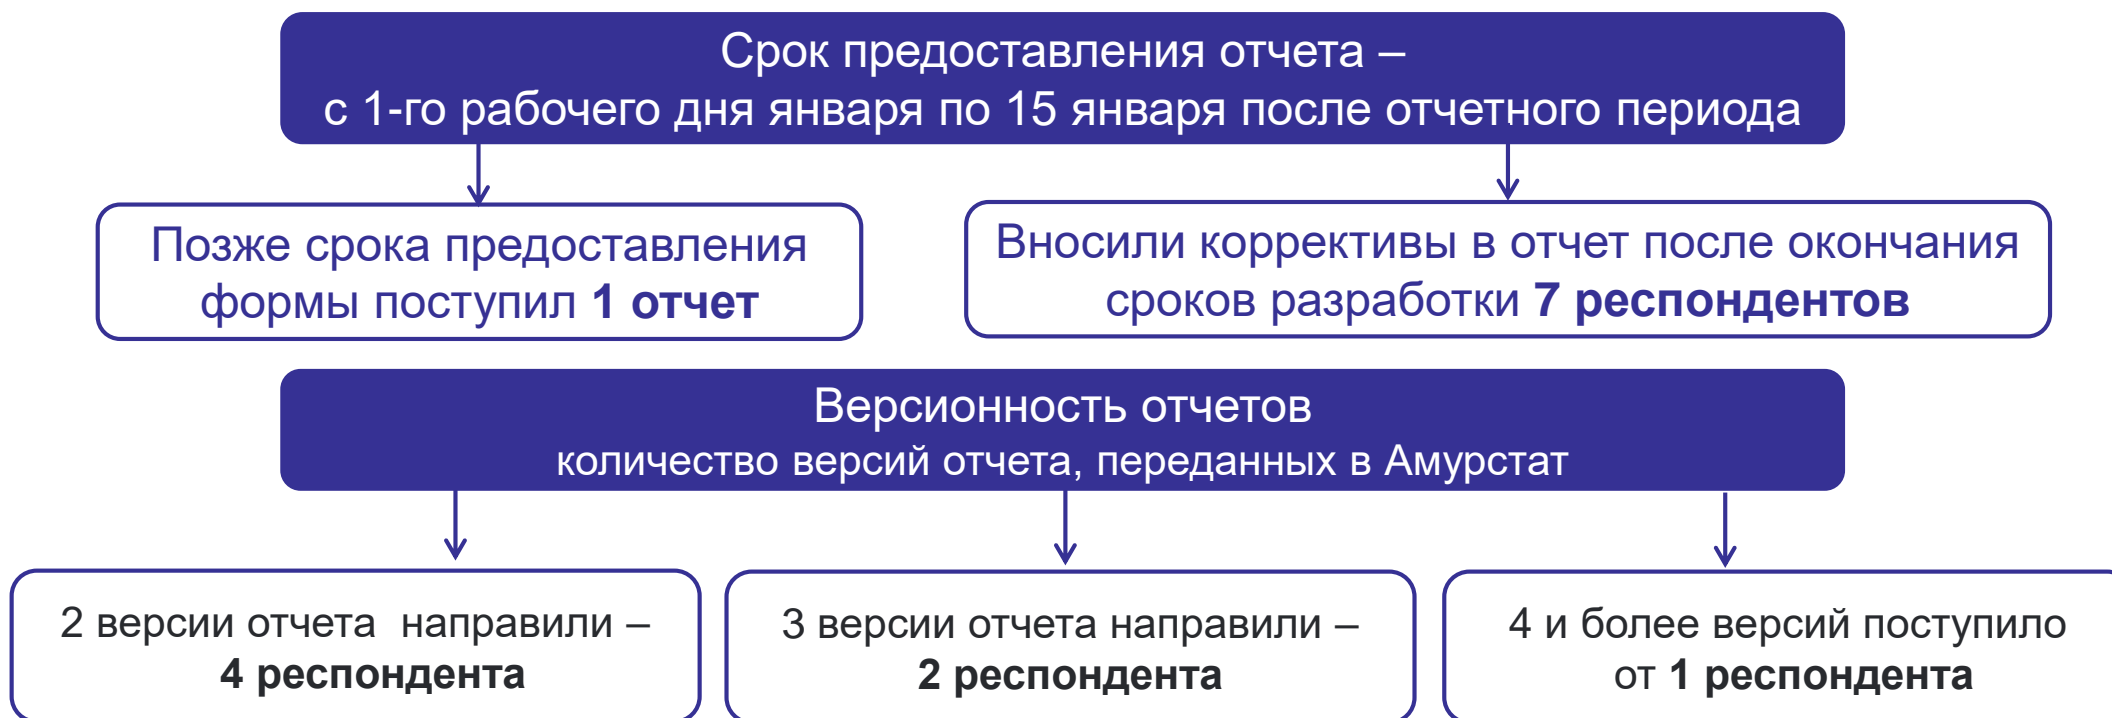 Срок предоставления отчета –
с 1-го рабочего дня января по 15 января после отчетного периода
Позже срока предоставления
формы поступил 1 отчет
Вносили коррективы в отчет после окончания
сроков разработки 7 респондентов
Версионность отчетов
количество версий отчета, переданных в Амурстат
2 версии отчета направили –
4 респондента
3 версии отчета направили –
2 респондента
4 и более версий поступило
от 1 респондента